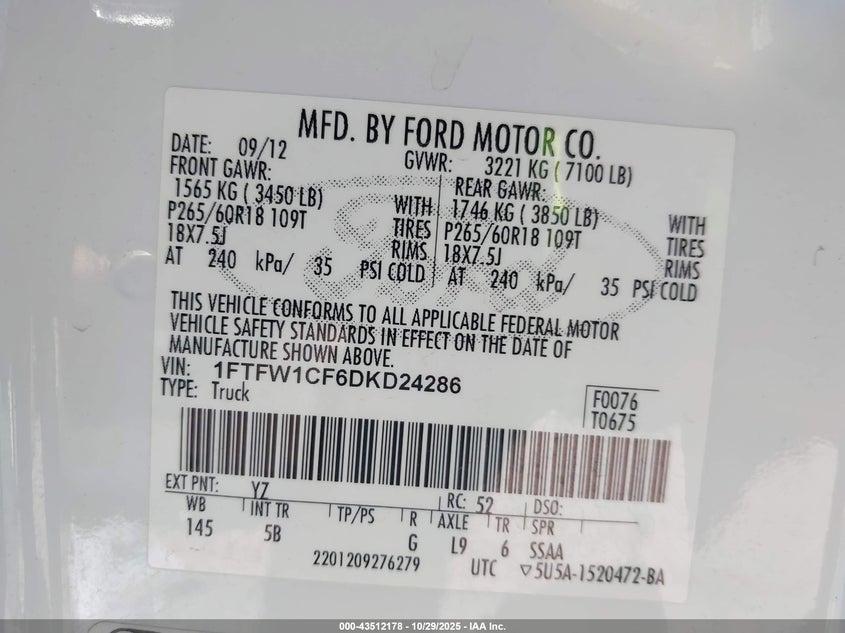 MFD. BY FORD MOTOR CO.
DATE: 09/12
GVWR: 3221 KG ( 7100 LB)
FRONT GAWR:
1565 KG ( 3450 LB)
P265/60R18 109T
18X7.5J
WITH
TIRES
RIMS
AT 240 kPa/ 35 PSI COLD
REAR GAWR:
1746 KG ( 3850 LB)
P265/60R18 109T
18X7.5J
WITH
TIRES
RIMS
AT 240 kPa/ 35 PSI COLD
THIS VEHICLE CONFORMS TO ALL APPLICABLE FEDERAL MOTOR
VEHICLE SAFETY STANDARDS IN EFFECT ON THE DATE OF
MANUFACTURE SHOWN ABOVE.
VIN: 1FTFW1CF6DKD24286
TYPE: Truck
F0076
T0675
EXT PNT: YZ RC: 52 DSO:
WB INT TR TP/PS R AXLE TR SPR
145 5B G L9 6 SSAA
2201209276279 UTC ▽5U5A-1520472-BA
000-43512178 - 10/29/2025 - IAA Inc.